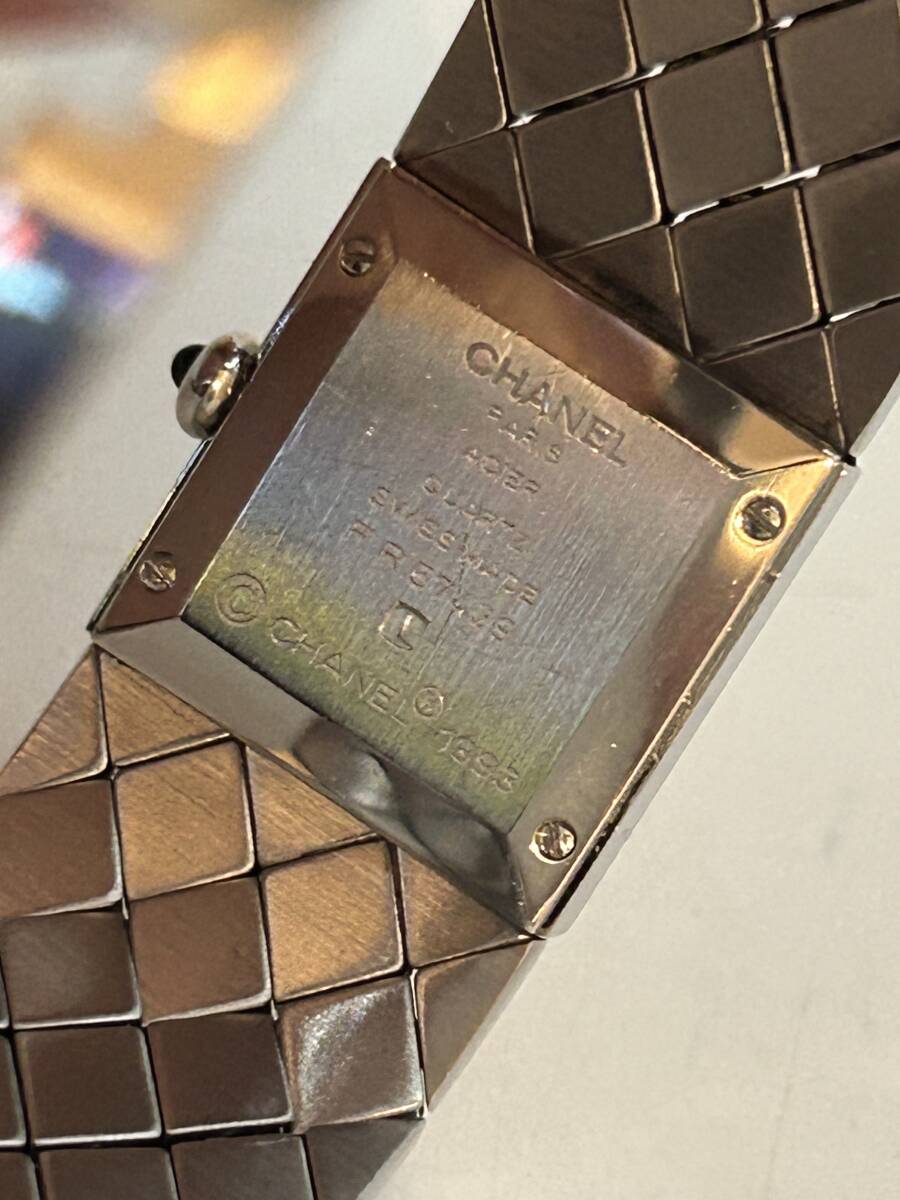 CHANEL
PARIS
ACIER
QUARTZ
SWISS MADE
© CHANEL ® 1993